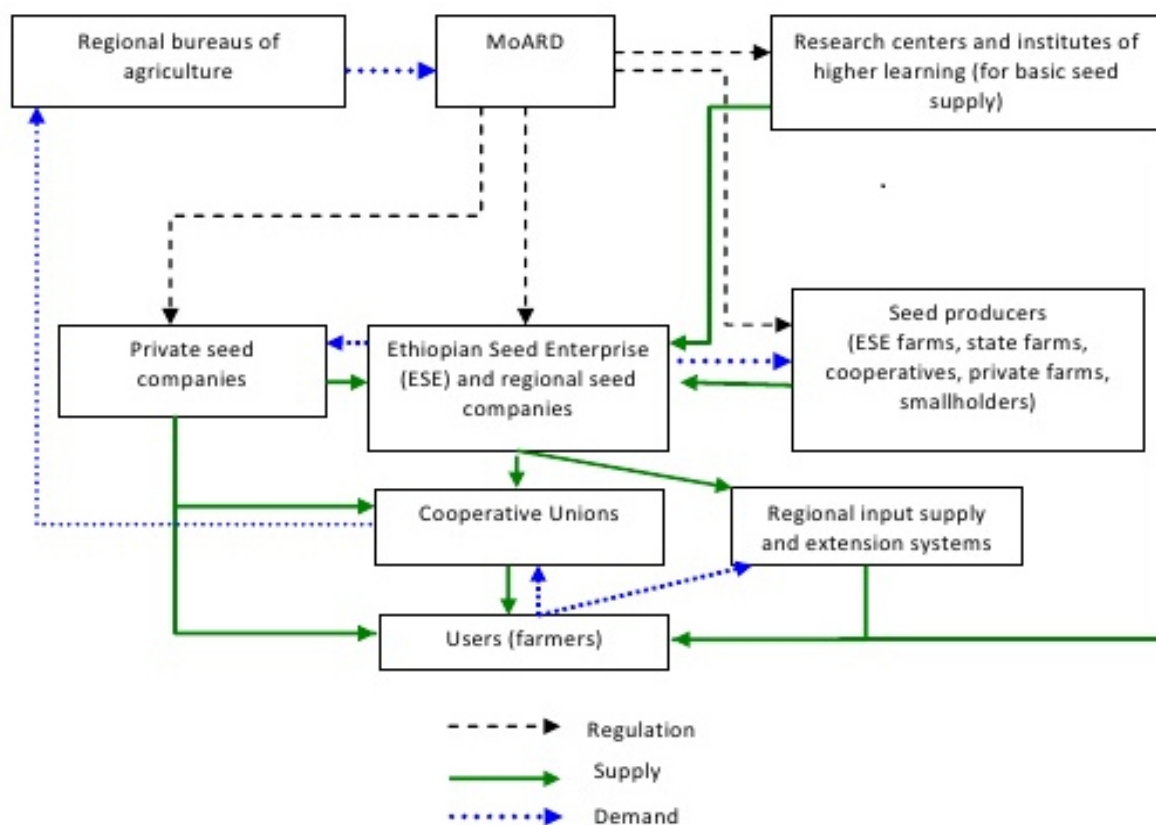 Regional bureaus of
agriculture
MoARD
Research centers and institutes of
higher learning (for basic seed
supply)
Private seed
companies
Ethiopian Seed Enterprise
(ESE) and regional seed
companies
Seed producers
(ESE farms, state farms,
cooperatives, private farms,
smallholders)
Cooperative Unions
Regional input supply
and extension systems
Users (farmers)
Regulation
Supply
Demand